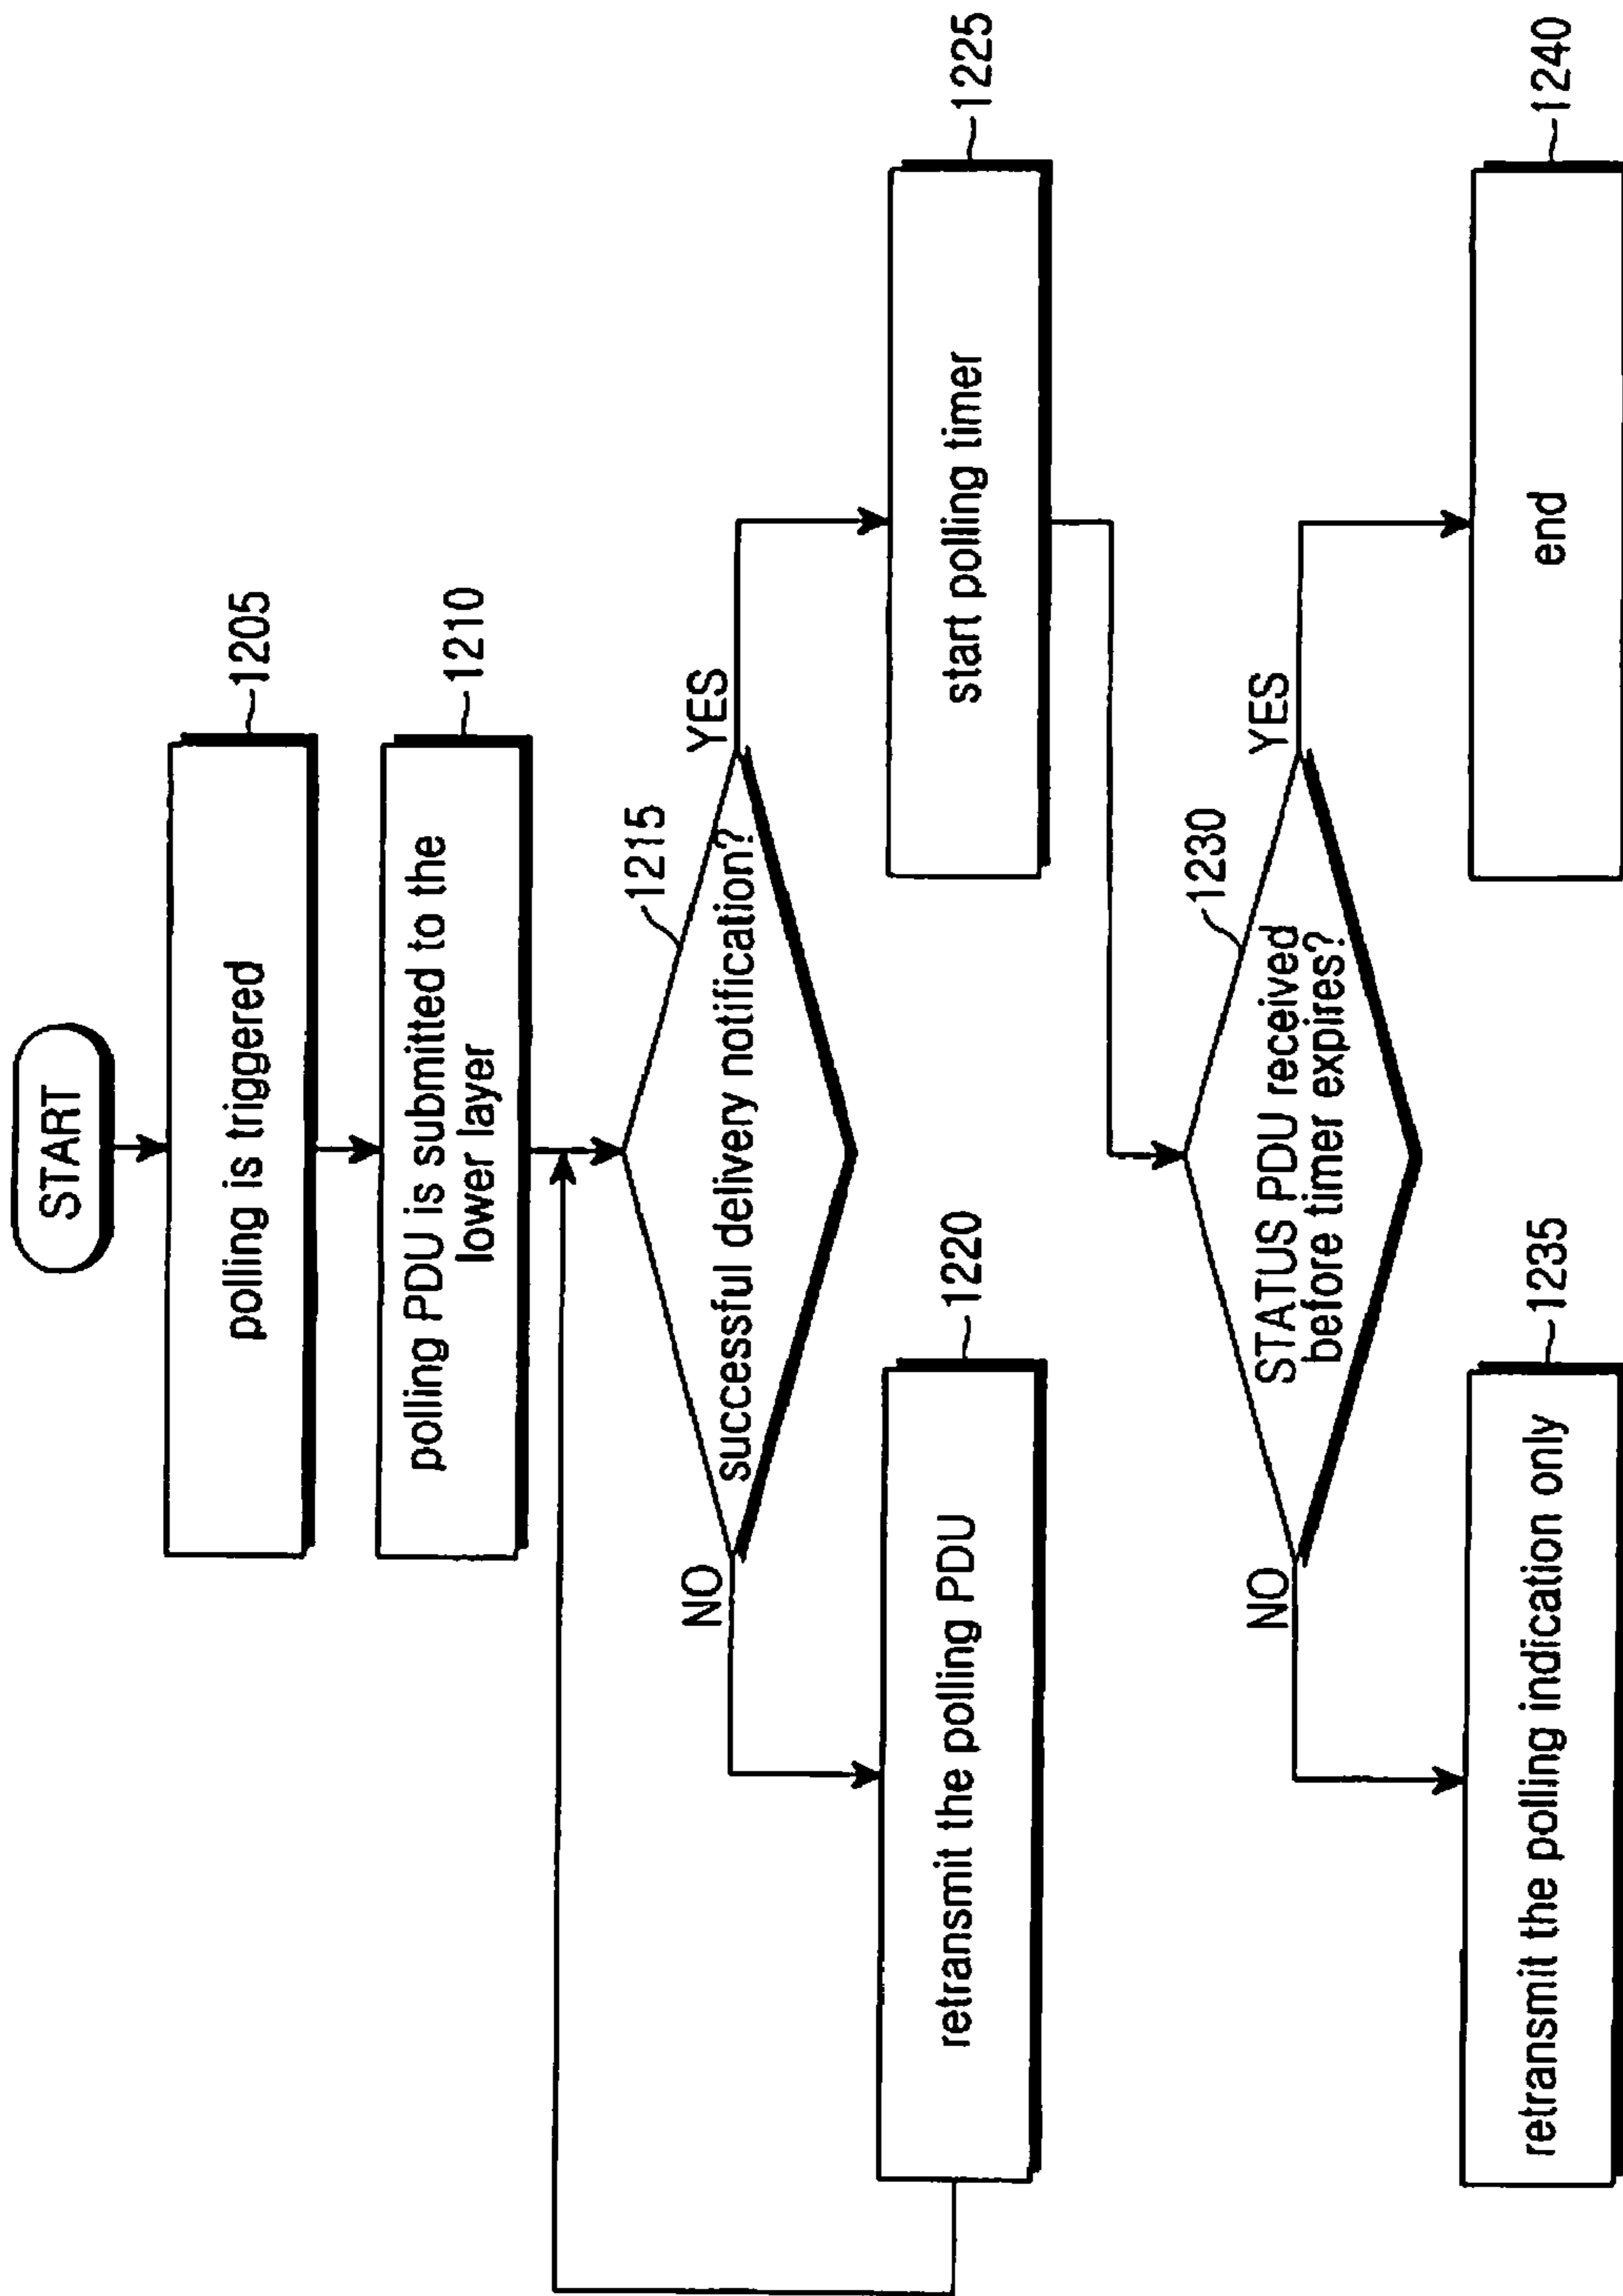 START
polling is triggered
1205
polling PDU is submitted to the
lower layer
1210
successful delivery notification?
1215
NO
YES
retransmit the polling PDU
1220
start polling timer
1225
STATUS PDU received
before timer expires?
1230
NO
YES
retransmit the polling indication only
1235
end
1240